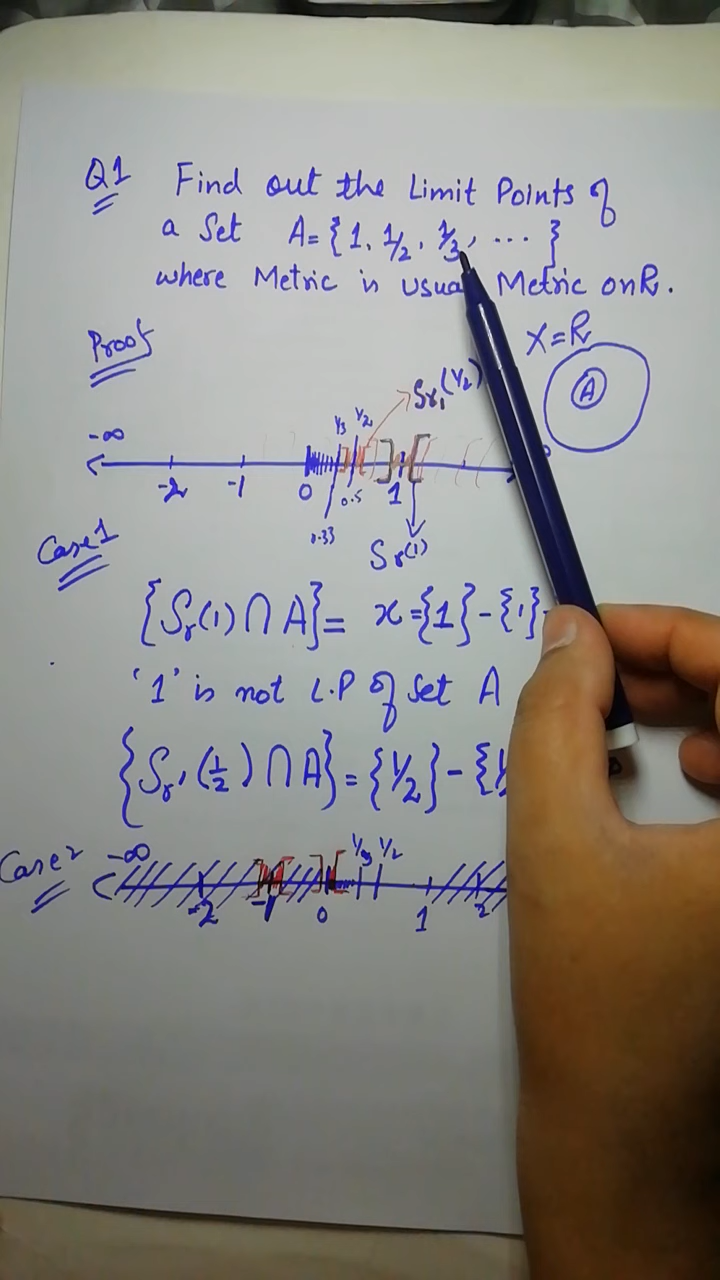 Q1 Find out the Limit Points of
a Set A = { 1, 1/2, 1/3, ... }
where Metric is usual Metric on R.
Proof
X=R
A
Sr₁(1/2)
-∞ 1/3 1/2
-2 -1 0 0.5 1
0.33
Sr(1)
Case 1
{Sr(1) ∩ A} = x = {1} - {1}
'1' is not L.P of Set A
{Sr₁(1/2) ∩ A} = {1/2} - {1/
Case 2 -∞ 1/3 1/2
-2 -1 0 1 2